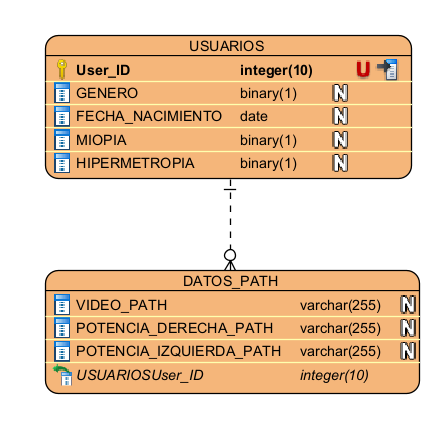 USUARIOS
User_ID integer(10) U
GENERO binary(1) N
FECHA_NACIMIENTO date N
MIOPIA binary(1) N
HIPERMETROPIA binary(1) N
DATOS_PATH
VIDEO_PATH varchar(255) N
POTENCIA_DERECHA_PATH varchar(255) N
POTENCIA_IZQUIERDA_PATH varchar(255) N
USUARIOSUser_ID integer(10)